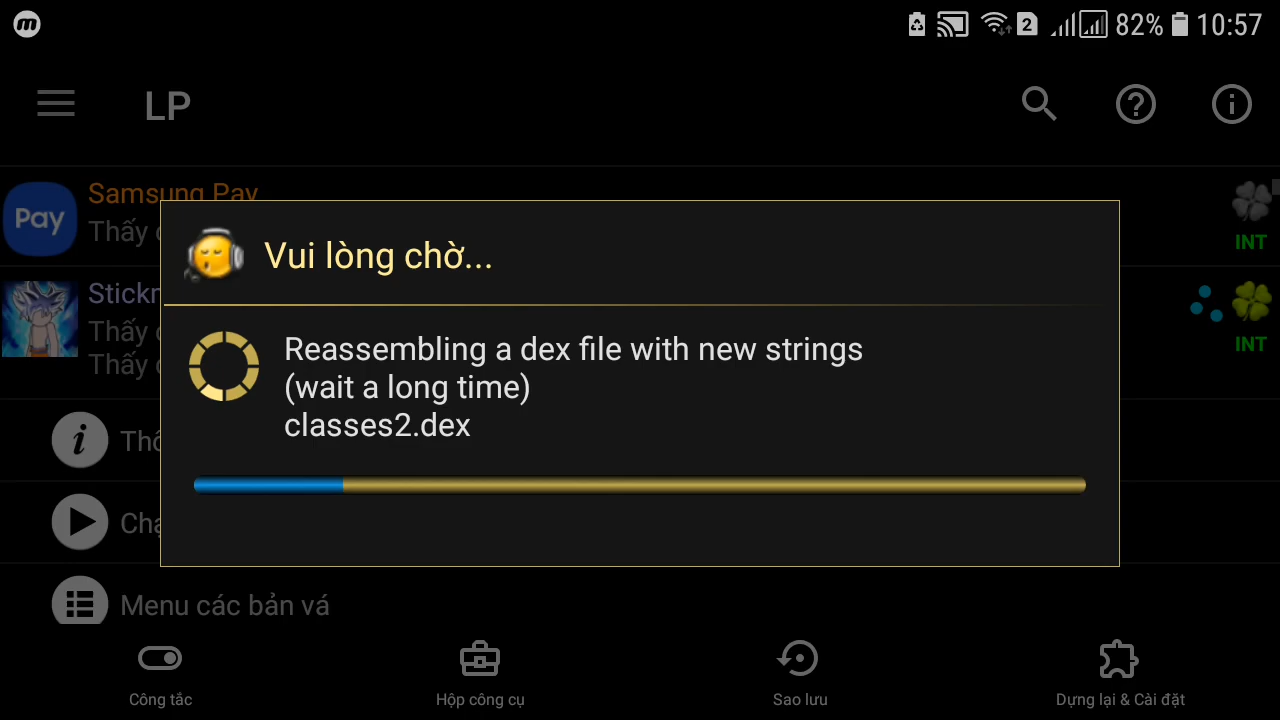 2 82% 10:57
LP
Samsung Pay
Pay
Thấy
INT
Vui lòng chờ...
Stickn
Thấy
Thấy
INT
Reassembling a dex file with new strings
(wait a long time)
classes2.dex
Menu các bản vá
Công tắc
Hộp công cụ
Sao lưu
Dựng lại & Cài đặt